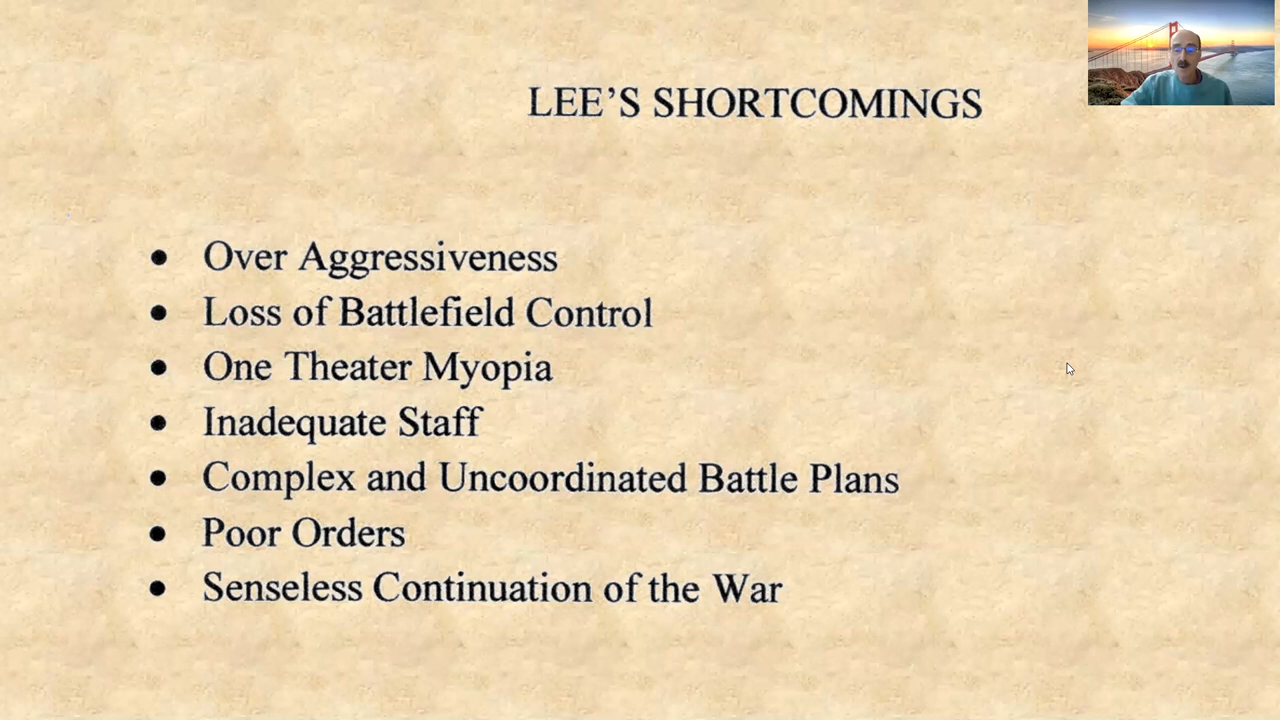 LEE'S SHORTCOMINGS
• Over Aggressiveness
• Loss of Battlefield Control
• One Theater Myopia
• Inadequate Staff
• Complex and Uncoordinated Battle Plans
• Poor Orders
• Senseless Continuation of the War